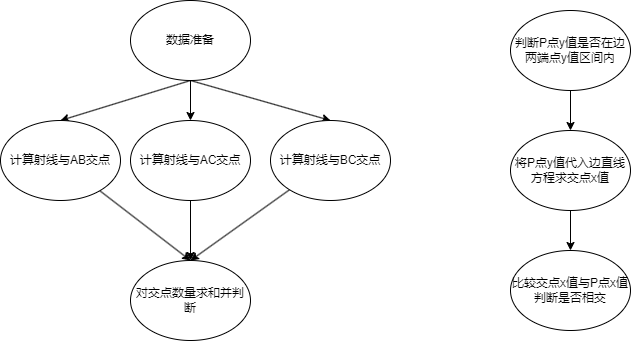 数据准备
计算射线与AB交点
计算射线与AC交点
计算射线与BC交点
对交点数量求和并判
断
判断P点y值是否在边
两端点y值区间内
将P点y值代入边直线
方程求交点x值
比较交点x值与P点x值
判断是否相交